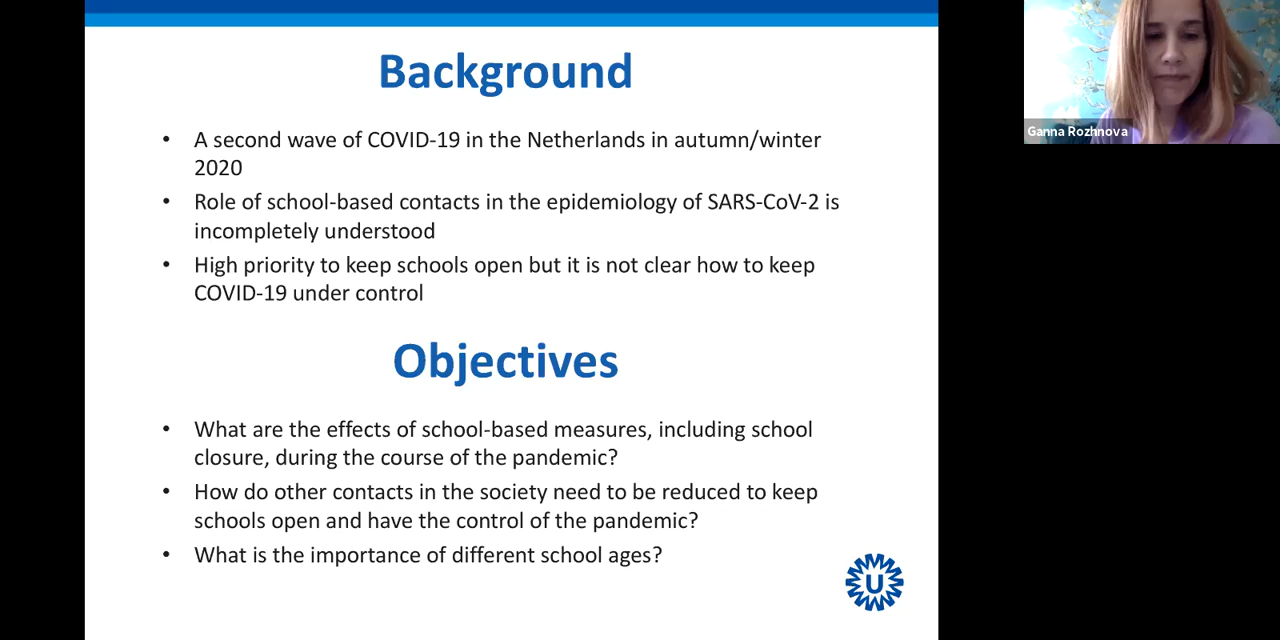 Background
• A second wave of COVID-19 in the Netherlands in autumn/winter
2020
• Role of school-based contacts in the epidemiology of SARS-CoV-2 is
incompletely understood
• High priority to keep schools open but it is not clear how to keep
COVID-19 under control
Objectives
• What are the effects of school-based measures, including school
closure, during the course of the pandemic?
• How do other contacts in the society need to be reduced to keep
schools open and have the control of the pandemic?
• What is the importance of different school ages?
U
Ganna Rozhnova